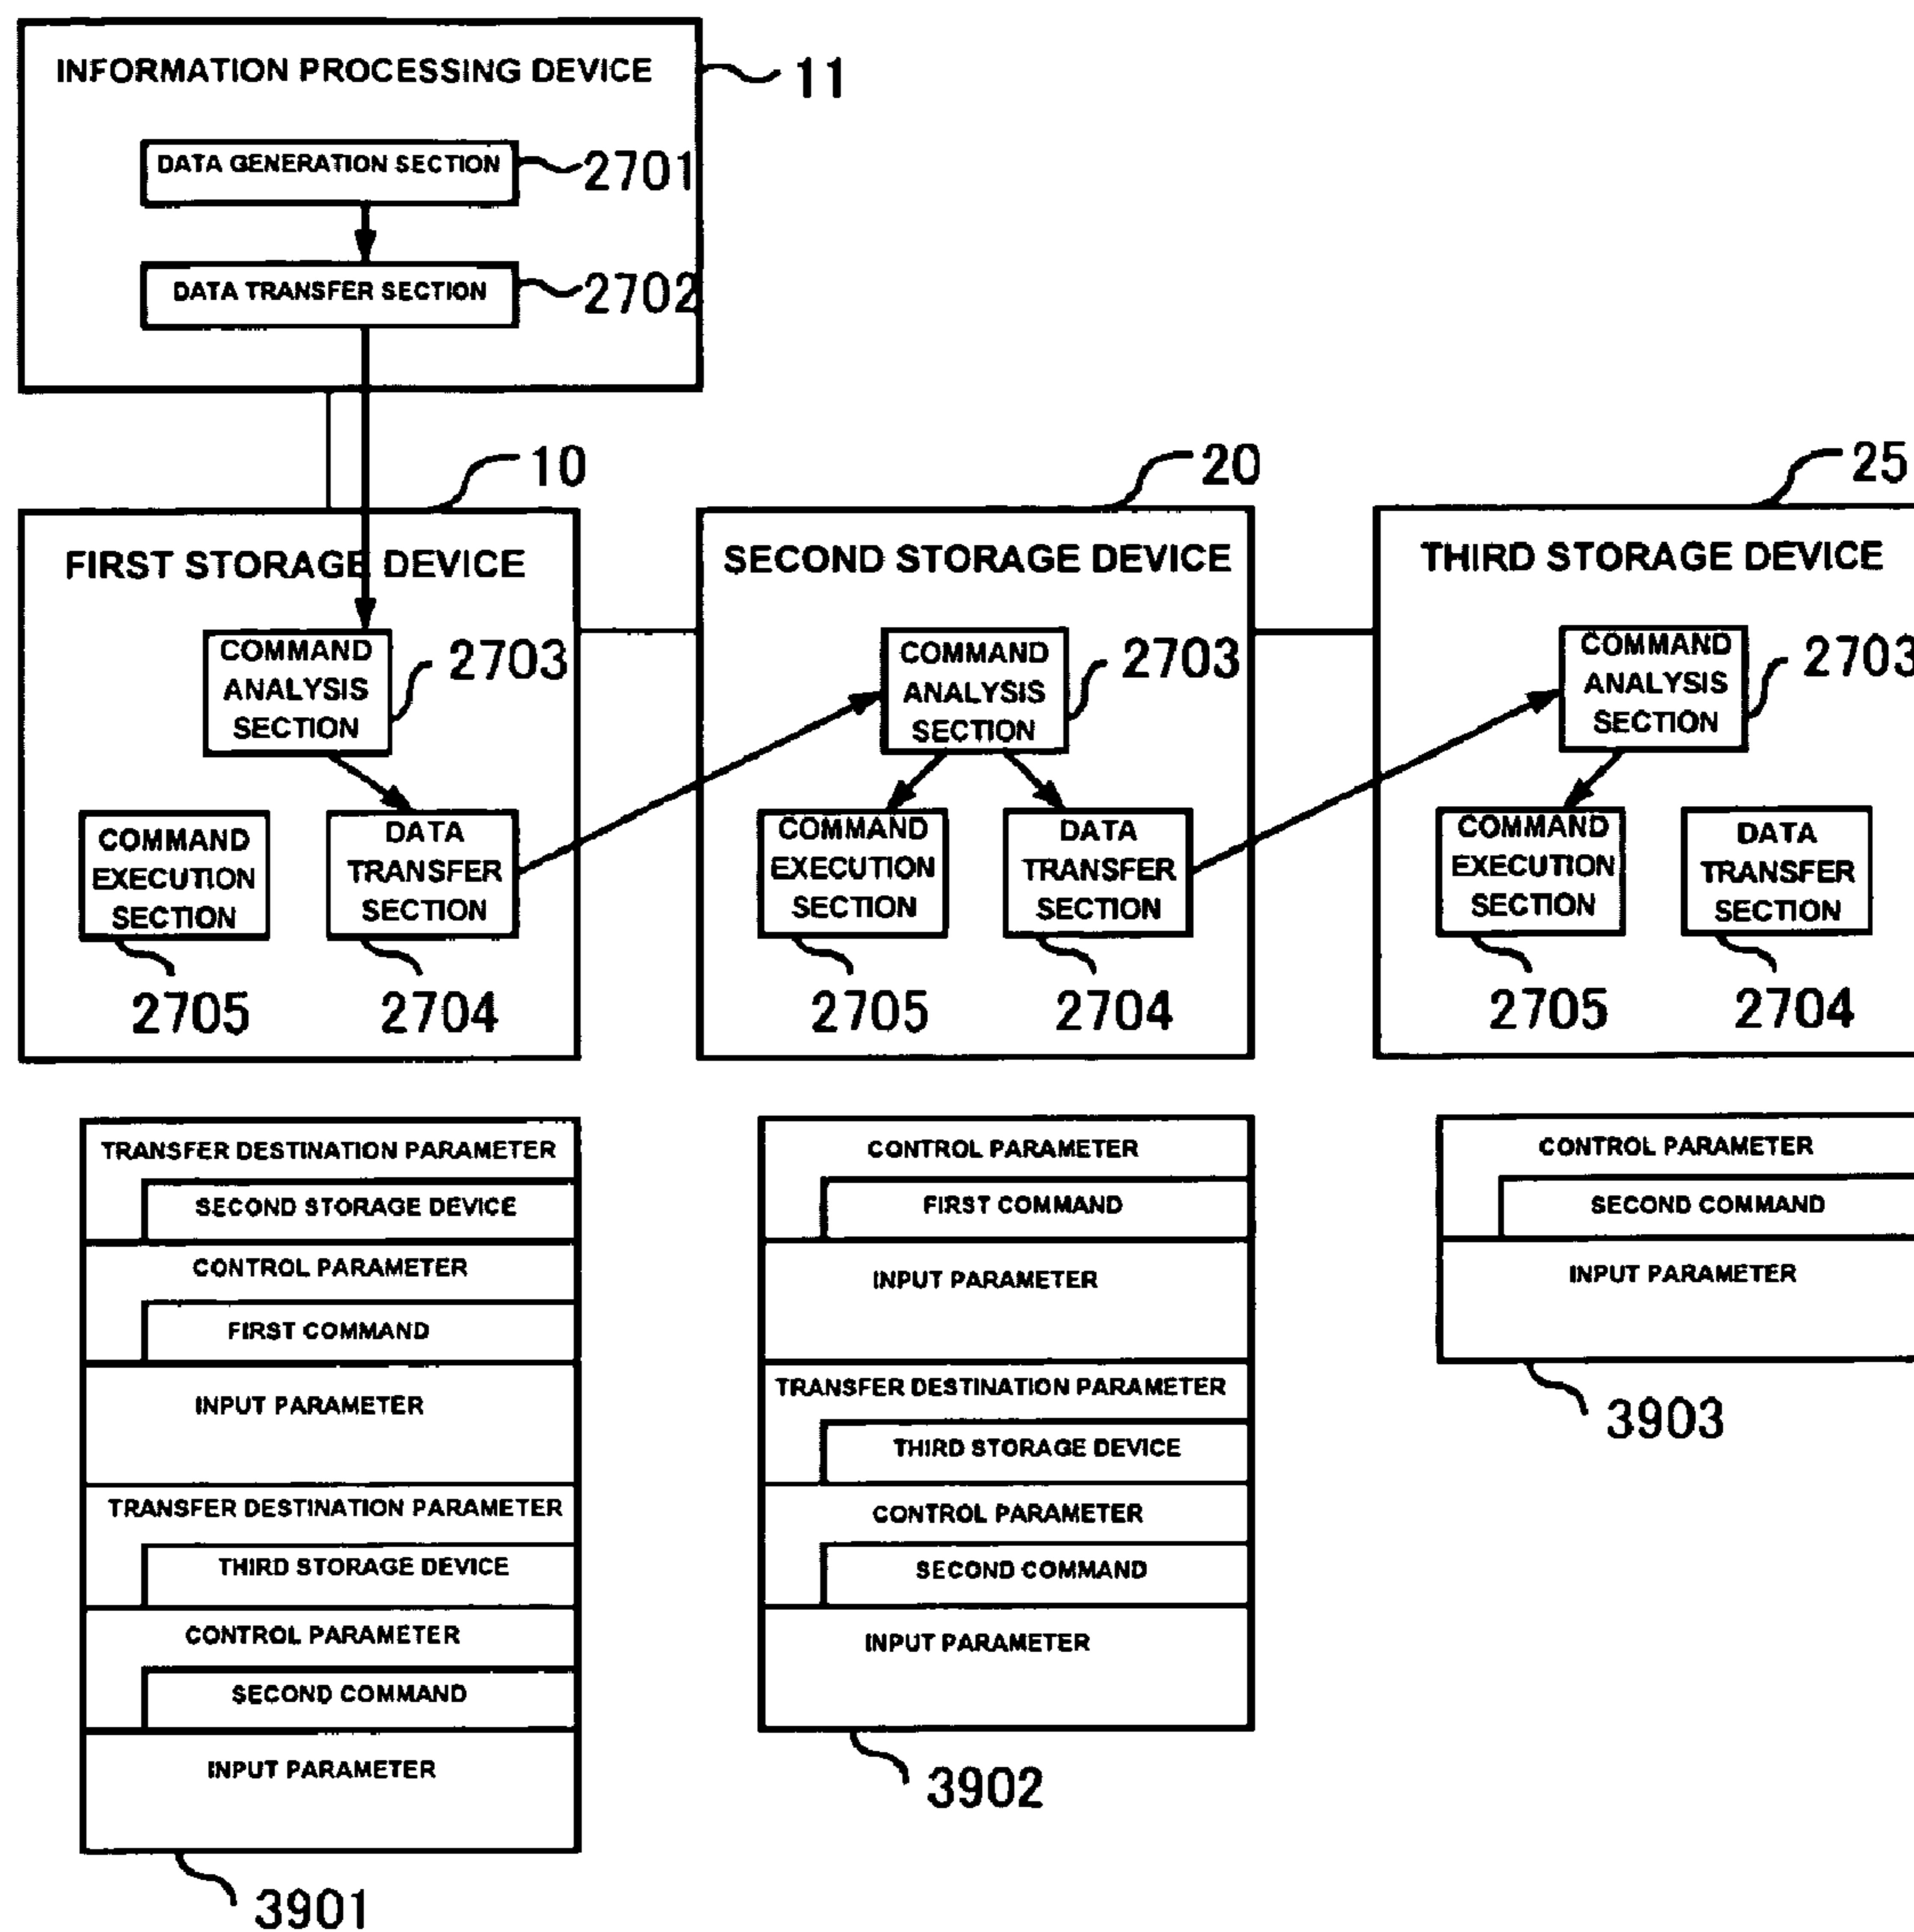 INFORMATION PROCESSING DEVICE
11
DATA GENERATION SECTION
2701
DATA TRANSFER SECTION
2702
10
20
25
FIRST STORAGE DEVICE
COMMAND
ANALYSIS
SECTION
2703
COMMAND
EXECUTION
SECTION
DATA
TRANSFER
SECTION
2705
2704
SECOND STORAGE DEVICE
COMMAND
ANALYSIS
SECTION
2703
COMMAND
EXECUTION
SECTION
DATA
TRANSFER
SECTION
2705
2704
THIRD STORAGE DEVICE
COMMAND
ANALYSIS
SECTION
2703
COMMAND
EXECUTION
SECTION
DATA
TRANSFER
SECTION
2705
2704
TRANSFER DESTINATION PARAMETER
SECOND STORAGE DEVICE
CONTROL PARAMETER
FIRST COMMAND
INPUT PARAMETER
TRANSFER DESTINATION PARAMETER
THIRD STORAGE DEVICE
CONTROL PARAMETER
SECOND COMMAND
INPUT PARAMETER
3901
CONTROL PARAMETER
FIRST COMMAND
INPUT PARAMETER
TRANSFER DESTINATION PARAMETER
THIRD STORAGE DEVICE
CONTROL PARAMETER
SECOND COMMAND
INPUT PARAMETER
3902
CONTROL PARAMETER
SECOND COMMAND
INPUT PARAMETER
3903